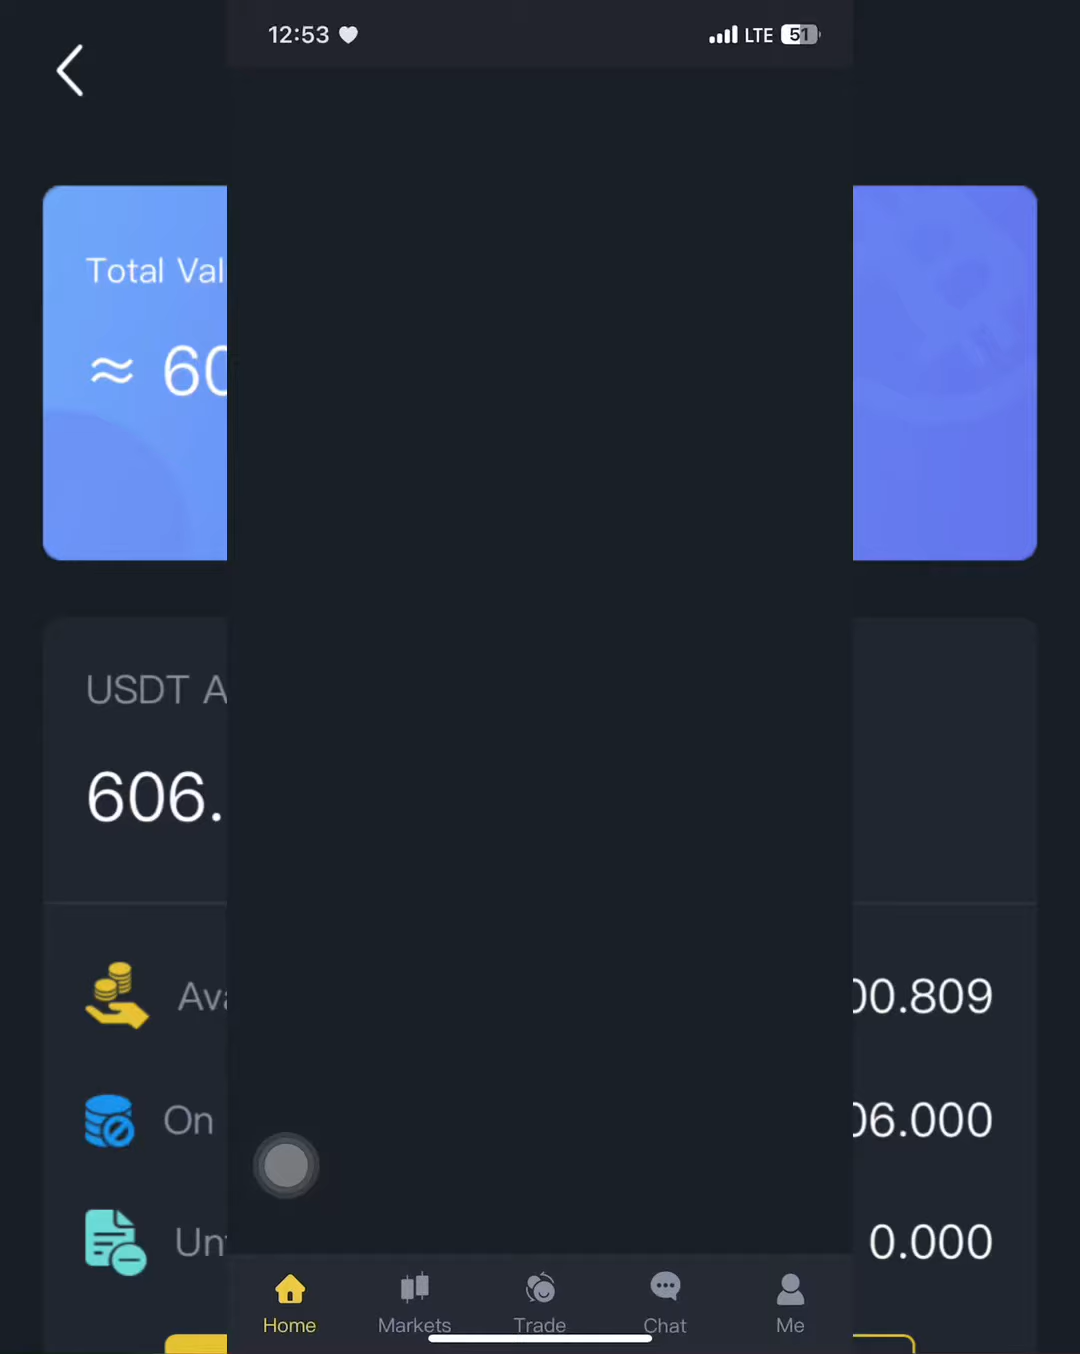 12:53 LTE 51
Total Val
≈ 60
USDT A
606.
Ava 00.809
On 06.000
Un 0.000
Home Markets Trade Chat Me